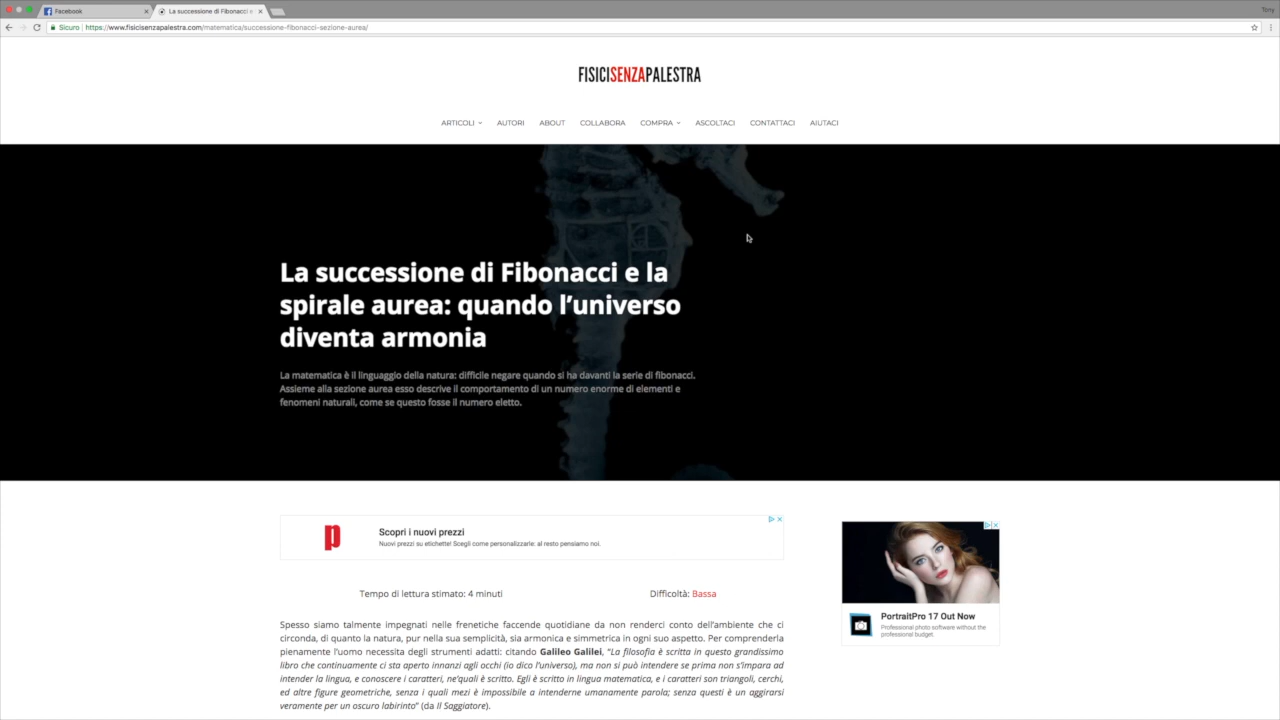 Facebook
La successione di Fibonacci e
Tony
Sicuro
https://www.fisicisenzapalestra.com/matematica/successione-fibonacci-sezione-aurea/
FISICISENZAPALESTRA
ARTICOLI AUTORI ABOUT COLLABORA COMPRA ASCOLTACI CONTATTACI AIUTACI
La successione di Fibonacci e la
spirale aurea: quando l’universo
diventa armonia
La matematica è il linguaggio della natura: difficile negare quando si ha davanti la serie di fibonacci.
Assieme alla sezione aurea esso descrive il comportamento di un numero enorme di elementi e
fenomeni naturali, come se questo fosse il numero eletto.
p
Scopri i nuovi prezzi
Nuovi prezzi su etichette! Scegli come personalizzarle: al resto pensiamo noi.
Tempo di lettura stimato: 4 minuti
Difficoltà: Bassa
PortraitPro 17 Out Now
Professional photo software without the
professional budget.
Spesso siamo talmente impegnati nelle frenetiche faccende quotidiane da non renderci conto dell’ambiente che ci
circonda, di quanto la natura, pur nella sua semplicità, sia armonica e simmetrica in ogni suo aspetto. Per comprenderla
pienamente l’uomo necessita degli strumenti adatti: citando Galileo Galilei, “La filosofia è scritta in questo grandissimo
libro che continuamente ci sta aperto innanzi agli occhi (io dico l’universo), ma non si può intendere se prima non s’impara ad
intender la lingua, e conoscere i caratteri, ne’quali è scritto. Egli è scritto in lingua matematica, e i caratteri son triangoli, cerchi,
ed altre figure geometriche, senza i quali mezi è impossibile a intenderne umanamente parola; senza questi è un aggirarsi
veramente per un oscuro labirinto” (da Il Saggiatore).